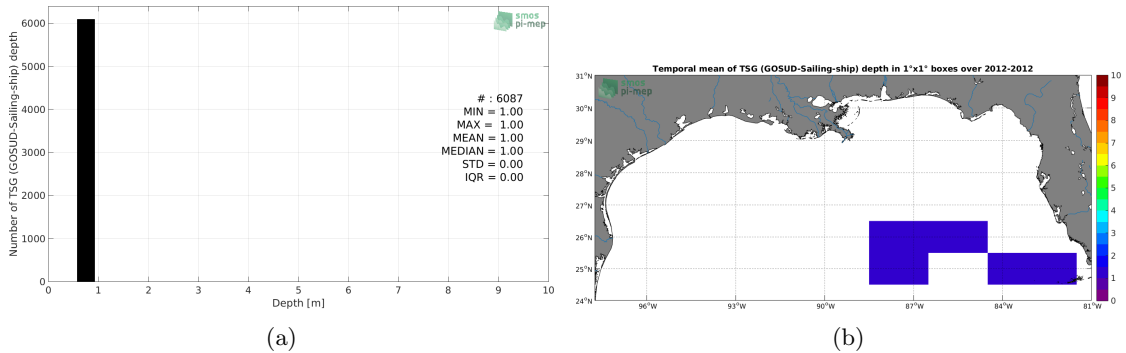 smos
pi-mep
Number of TSG (GOSUD-Sailing-ship) depth
6000
5000
4000
3000
2000
1000
0
# : 6087
MIN = 1.00
MAX = 1.00
MEAN = 1.00
MEDIAN = 1.00
STD = 0.00
IQR = 0.00
0 1 2 3 4 5 6 7 8 9 10
Depth [m]
(a)
Temporal mean of TSG (GOSUD-Sailing-ship) depth in 1°x1° boxes over 2012-2012
smos
pi-mep
31°N
30°N
29°N
28°N
27°N
26°N
25°N
24°N
96°W 93°W 90°W 87°W 84°W 81°W
10
9
8
7
6
5
4
3
2
1
0
(b)